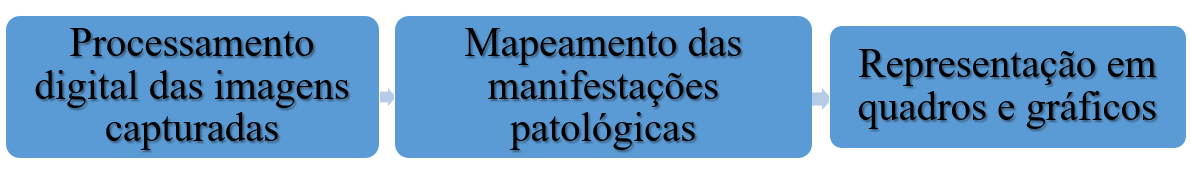 Processamento
digital das imagens
capturadas
Mapeamento das
manifestações
patológicas
Representação em
quadros e gráficos